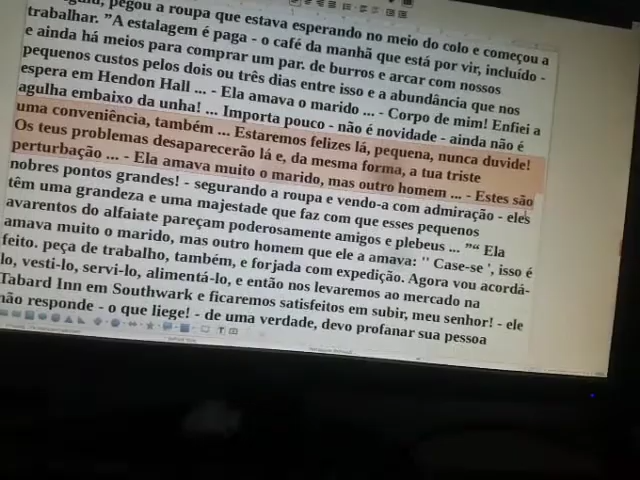 pegou a roupa que estava esperando no meio do colo e começou a
trabalhar. ”A estalagem é paga - o café da manhã que está por vir, incluído -
e ainda há meios para comprar um par. de burros e arcar com nossos
pequenos custos pelos dois ou três dias entre isso e a abundância que nos
espera em Hendon Hall ... - Ela amava o marido ... - Corpo de mim! Enfiei a
agulha embaixo da unha! ... Importa pouco - não é novidade - ainda não é
uma conveniência, também ... Estaremos felizes lá, pequena, nunca duvide!
Os teus problemas desaparecerão lá e, da mesma forma, a tua triste
perturbação ... - Ela amava muito o marido, mas outro homem ... - Estes são
nobres pontos grandes! - segurando a roupa e vendo-a com admiração - eles
têm uma grandeza e uma majestade que faz com que esses pequenos
avarentos do alfaiate pareçam poderosamente amigos e plebeus ... ”“ Ela
amava muito o marido, mas outro homem que ele a amava: '' Case-se ', isso é
feito. peça de trabalho, também, e forjada com expedição. Agora vou acordá-
lo, vesti-lo, servi-lo, alimentá-lo, e então nos levaremos ao mercado na
Tabard Inn em Southwark e ficaremos satisfeitos em subir, meu senhor! - ele
não responde - o que liege! - de uma verdade, devo profanar sua pessoa